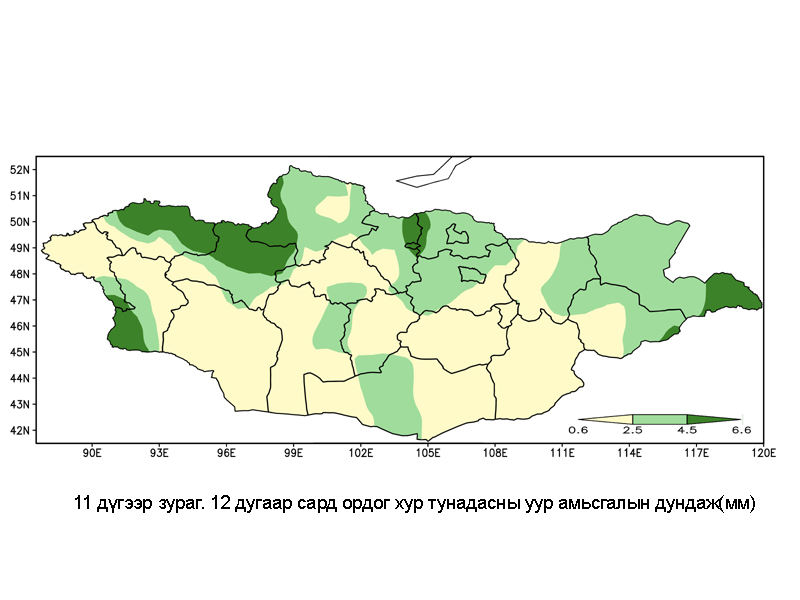 52N
51N
50N
49N
48N
47N
46N
45N
44N
43N
42N
0.6 2.5 4.5 6.6
90E 93E 96E 99E 102E 105E 108E 111E 114E 117E 120E
11 дүгээр зураг. 12 дугаар сард ордог хур тунадасны уур амьсгалын дундаж(мм)